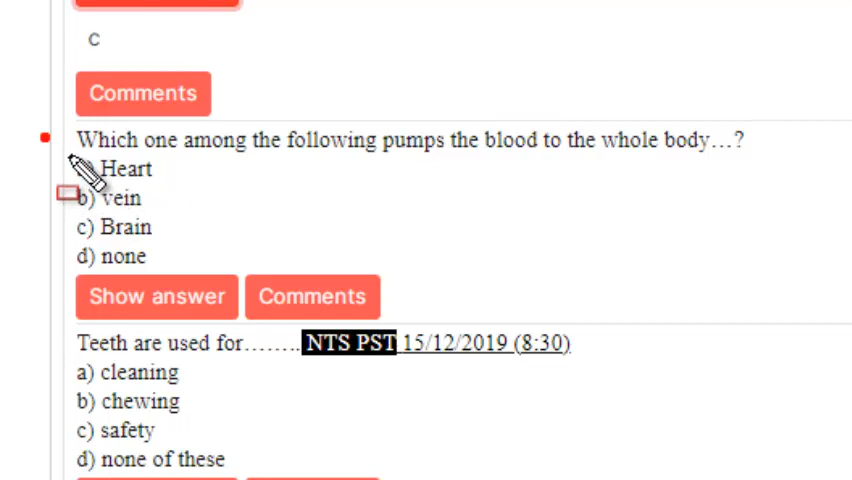 c
Comments
Which one among the following pumps the blood to the whole body…?
Heart
b) vein
c) Brain
d) none
Show answer Comments
Teeth are used for…….. NTS PST 15/12/2019 (8:30)
a) cleaning
b) chewing
c) safety
d) none of these